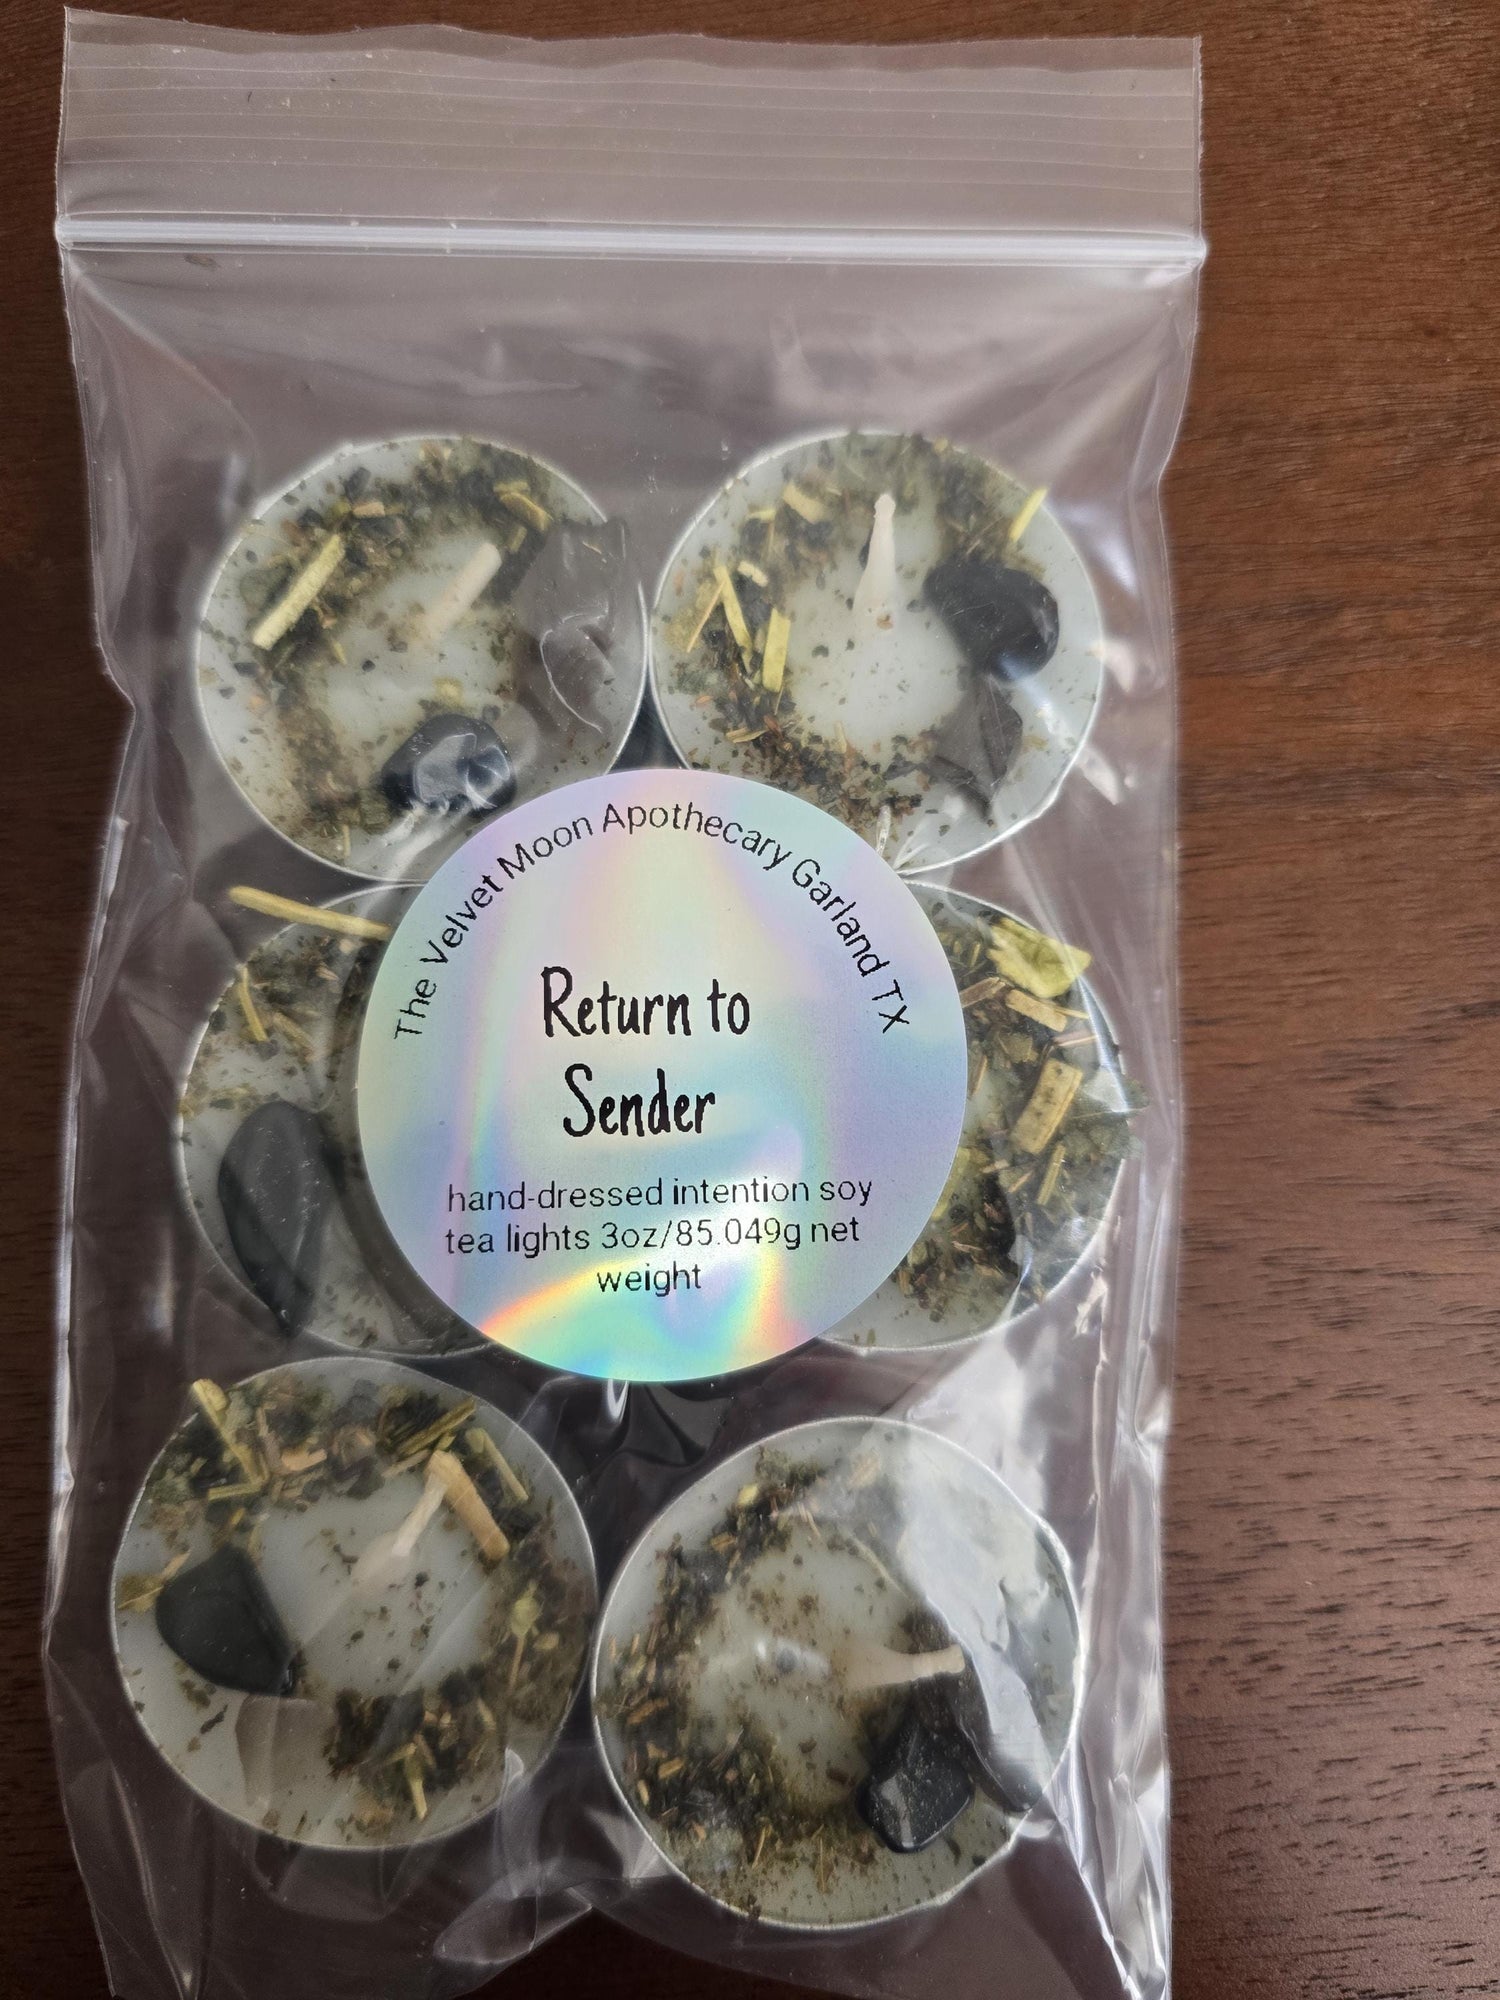 The Velvet Moon Apothecary Garland TX
Return to
Sender
hand-dressed intention soy
tea lights 3oz/85.049g net
weight